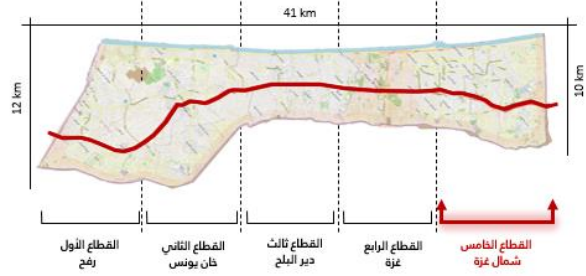 41 km
12 km
10 km
القطاع الأول
رفح
القطاع الثاني
خان يونس
القطاع ثالث
دير البلح
القطاع الرابع
غزة
القطاع الخامس
شمال غزة